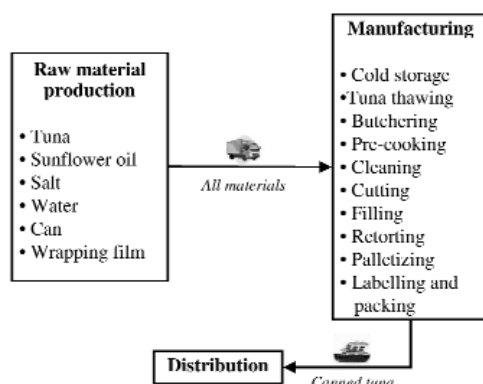 Raw material
production
• Tuna
• Sunflower oil
• Salt
• Water
• Can
• Wrapping film
All materials
Manufacturing
• Cold storage
•Tuna thawing
• Butchering
• Pre-cooking
• Cleaning
• Cutting
• Filling
• Retorting
• Palletizing
• Labelling and
packing
Distribution
Canned tuna